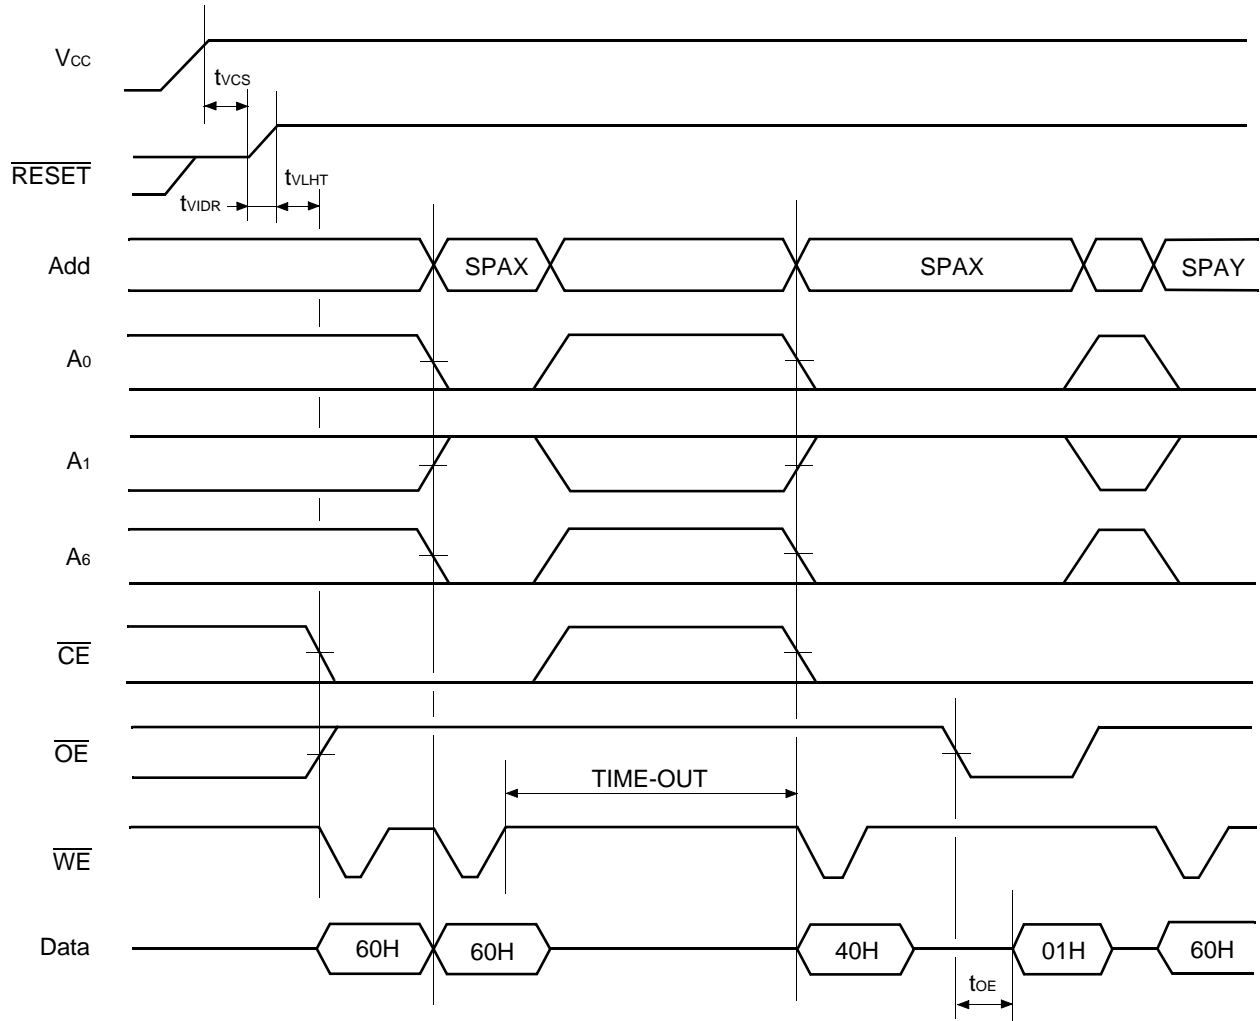 VCC
tVCS
RESET
tVLHT
tVIDR
Add SPAX SPAX SPAY
A0
A1
A6
CE
OE
TIME-OUT
WE
Data 60H 60H 40H 01H 60H
tOE